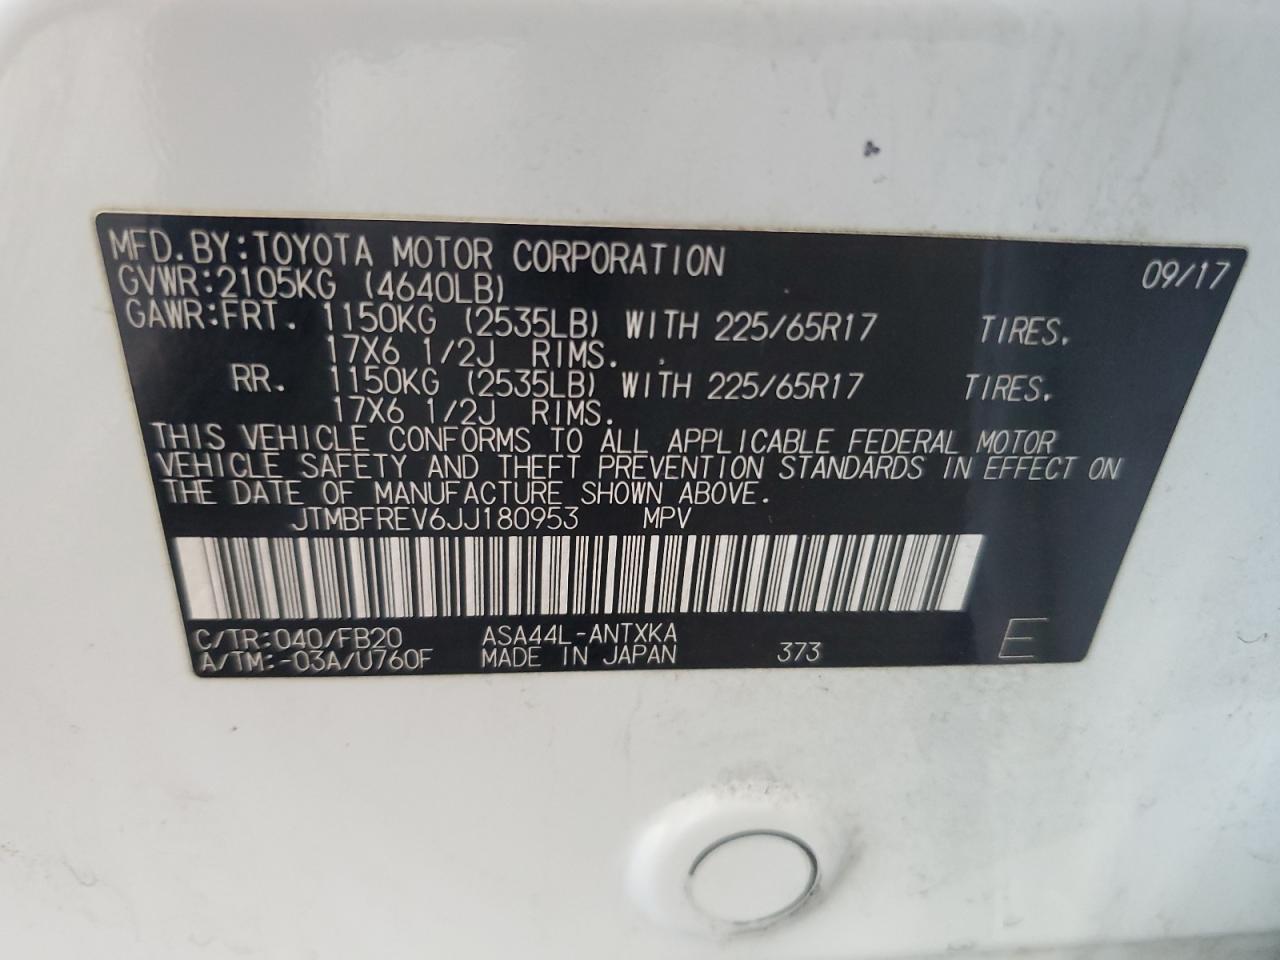 MFD.BY:TOYOTA MOTOR CORPORATION 09/17
GVWR:2105KG (4640LB)
GAWR:FRT. 1150KG (2535LB) WITH 225/65R17 TIRES.
17X6 1/2J RIMS.
RR. 1150KG (2535LB) WITH 225/65R17 TIRES.
17X6 1/2J RIMS.
THIS VEHICLE CONFORMS TO ALL APPLICABLE FEDERAL MOTOR
VEHICLE SAFETY AND THEFT PREVENTION STANDARDS IN EFFECT ON
THE DATE OF MANUFACTURE SHOWN ABOVE.
JTMBFREV6JJ180953 MPV
C/TR:040/FB20 ASA44L-ANTXKA
A/TM:-03A/U760F MADE IN JAPAN 373 E